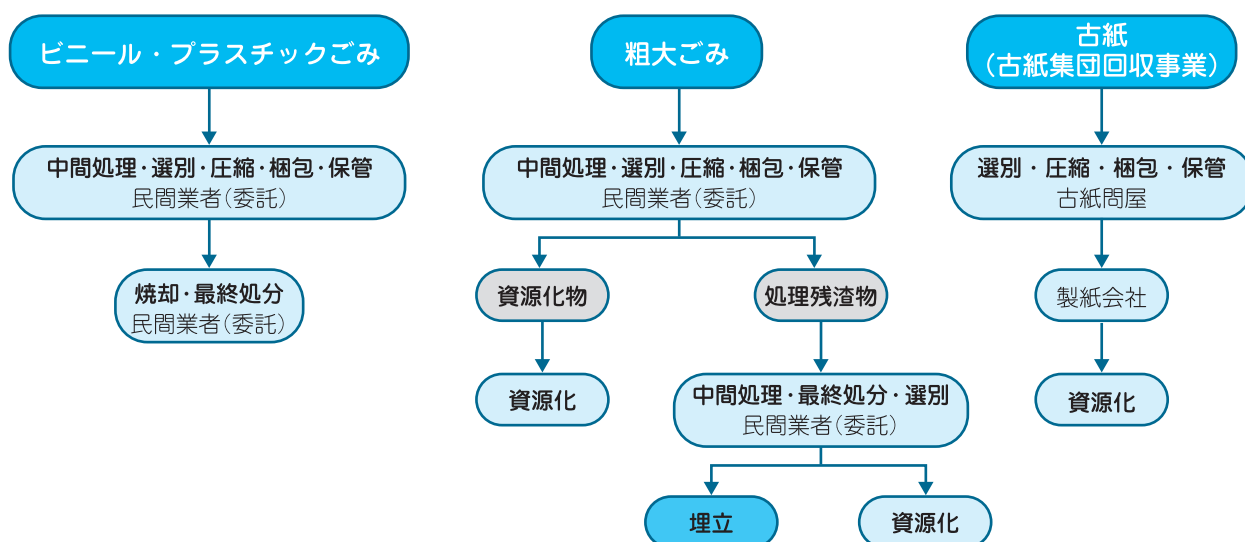 ビニール・プラスチックごみ
中間処理・選別・圧縮・梱包・保管
民間業者(委託)
焼却・最終処分
民間業者(委託)
粗大ごみ
中間処理・選別・圧縮・梱包・保管
民間業者(委託)
資源化物
処理残渣物
資源化
中間処理・最終処分・選別
民間業者(委託)
埋立
資源化
古紙
(古紙集団回収事業)
選別・圧縮・梱包・保管
古紙問屋
製紙会社
資源化